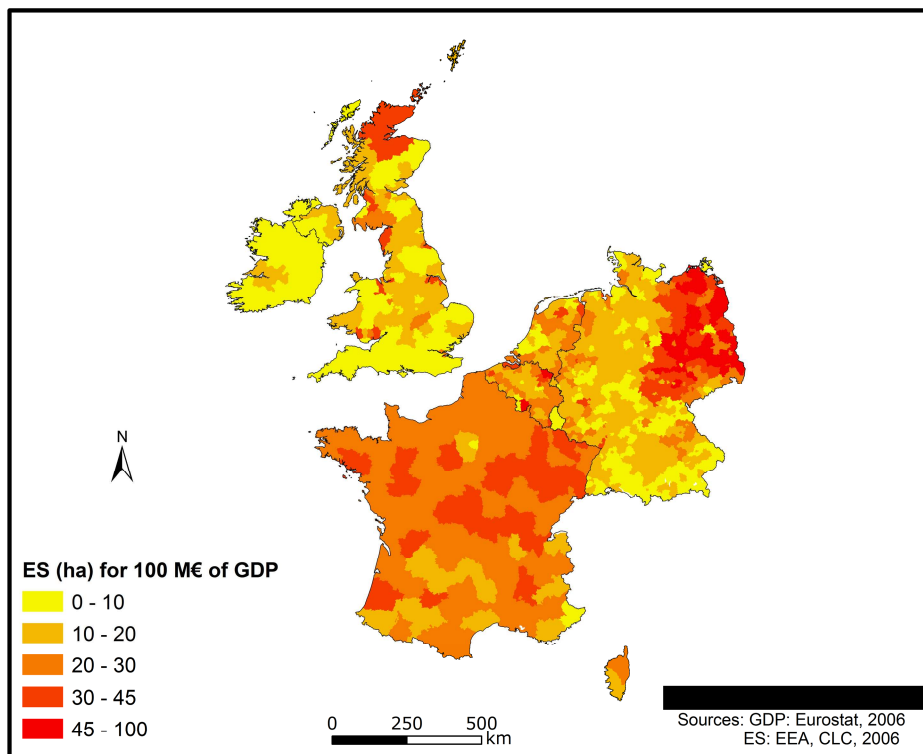 N
ES (ha) for 100 M€ of GDP
0 - 10
10 - 20
20 - 30
30 - 45
45 - 100
0 250 500
km
Sources: GDP: Eurostat, 2006
ES: EEA, CLC, 2006